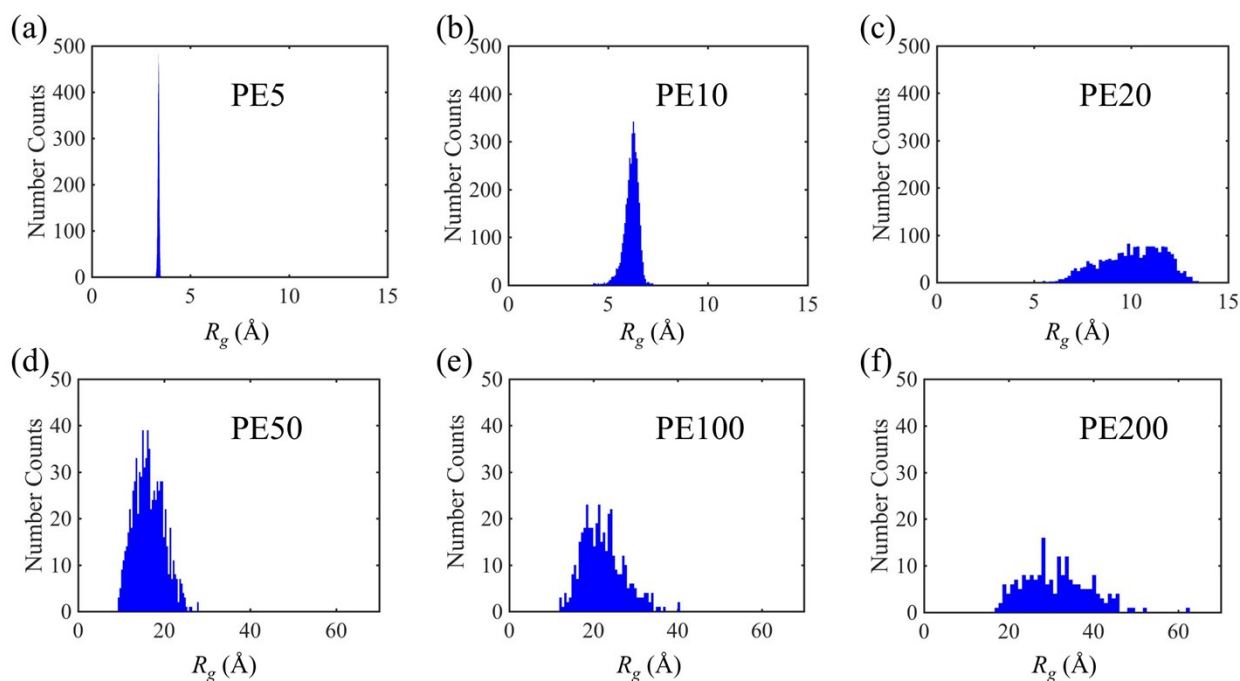 (a)
500
400
300
200
100
0
Number Counts
PE5
0 5 10 15
R_g (Å)
(b)
500
400
300
200
100
0
Number Counts
PE10
0 5 10 15
R_g (Å)
(c)
500
400
300
200
100
0
Number Counts
PE20
0 5 10 15
R_g (Å)
(d)
50
40
30
20
10
0
Number Counts
PE50
0 20 40 60
R_g (Å)
(e)
50
40
30
20
10
0
Number Counts
PE100
0 20 40 60
R_g (Å)
(f)
50
40
30
20
10
0
Number Counts
PE200
0 20 40 60
R_g (Å)